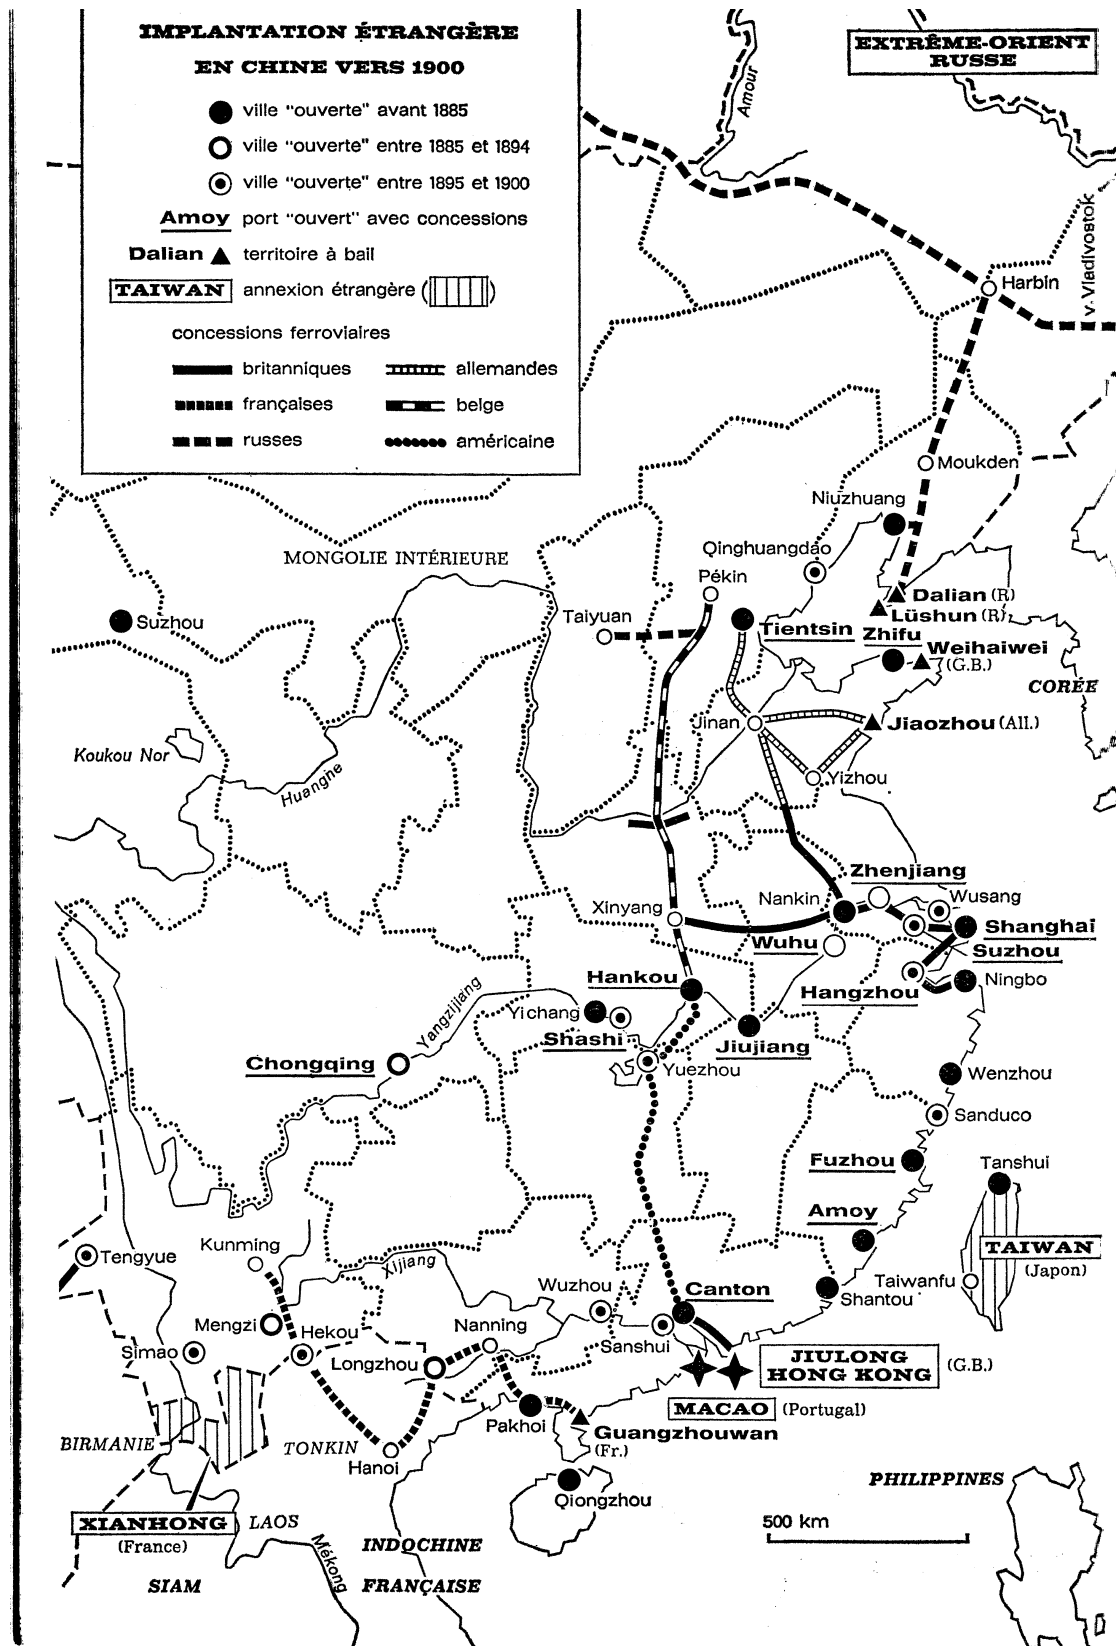 IMPLANTATION ÉTRANGÈRE
EN CHINE VERS 1900
ville "ouverte" avant 1885
ville "ouverte" entre 1885 et 1894
ville "ouverte" entre 1895 et 1900
Amoy port "ouvert" avec concessions
Dalian territoire à bail
TAIWAN annexion étrangère ( )
concessions ferroviaires
britanniques
allemandes
françaises
belge
russes
américaine
EXTRÊME-ORIENT
RUSSE
Amour
v. Vladivostok
Harbin
Moukden
Niuzhuang
Qinghuangdao
MONGOLIE INTÉRIEURE
Pékin
Dalian (R)
Lüshun (R)
Taiyuan
Suzhou
Tientsin
Zhifu
Weihaiwei
(G.B.)
CORÉE
Jinan
Jiaozhou (All.)
Koukou Nor
Huanghe
Yizhou
Zhenjiang
Nankin
Wusang
Xinyang
Shanghai
Wuhu
Suzhou
Hankou
Hangzhou
Ningbo
Yangzijiang
Yichang
Shashi
Jiujiang
Chongqing
Yuezhou
Wenzhou
Sanduco
Fuzhou
Tanshui
Amoy
Kunming
Tengyue
Xijiang
TAIWAN
(Japon)
Wuzhou
Canton
Taiwanfu
Shantou
Mengzi
Hekou
Nanning
Sanshui
Simao
Longzhou
JIULONG
HONG KONG
(G.B.)
MACAO (Portugal)
Pakhoi
Guangzhouwan
(Fr.)
BIRMANIE
TONKIN
Hanoi
PHILIPPINES
Qiongzhou
XIANHONG
(France)
LAOS
500 km
Mékong
INDOCHINE
FRANÇAISE
SIAM